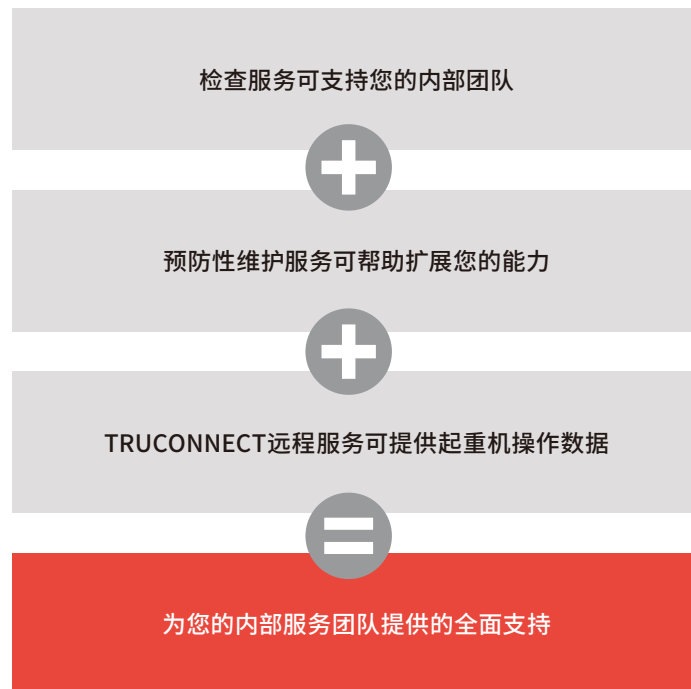 检查服务可支持您的内部团队
预防性维护服务可帮助扩展您的能力
TRUCONNECT远程服务可提供起重机操作数据
为您的内部服务团队提供的全面支持